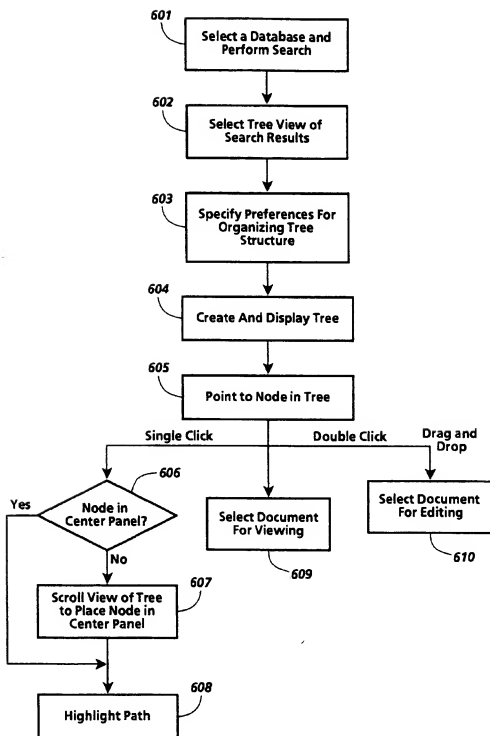 601
Select a Database and
Perform Search
602
Select Tree View of
Search Results
603
Specify Preferences For
Organizing Tree
Structure
604
Create And Display Tree
605
Point to Node in Tree
Single Click
Double Click
Drag and
Drop
606
Yes
Node in
Center Panel?
No
Select Document
For Viewing
609
Select Document
For Editing
610
607
Scroll View of Tree
to Place Node in
Center Panel
608
Highlight Path